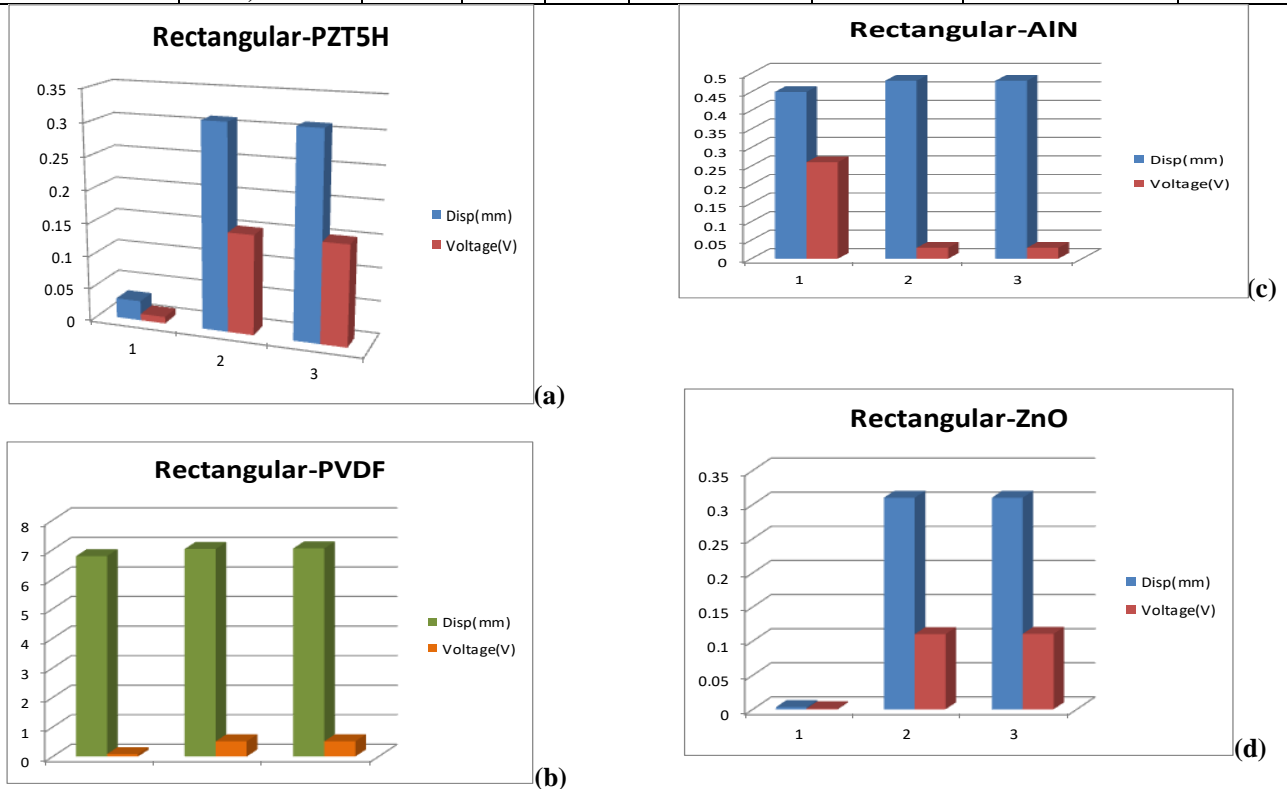 Rectangular-PZT5H
0.35
0.3
0.25
0.2
0.15
0.1
0.05
0
1
2
3
Disp(mm)
Voltage(V)
(a)
Rectangular-PVDF
8
7
6
5
4
3
2
1
0
Disp(mm)
Voltage(V)
(b)
Rectangular-AlN
0.5
0.45
0.4
0.35
0.3
0.25
0.2
0.15
0.1
0.05
0
1
2
3
Disp(mm)
Voltage(V)
(c)
Rectangular-ZnO
0.35
0.3
0.25
0.2
0.15
0.1
0.05
0
1
2
3
Disp(mm)
Voltage(V)
(d)